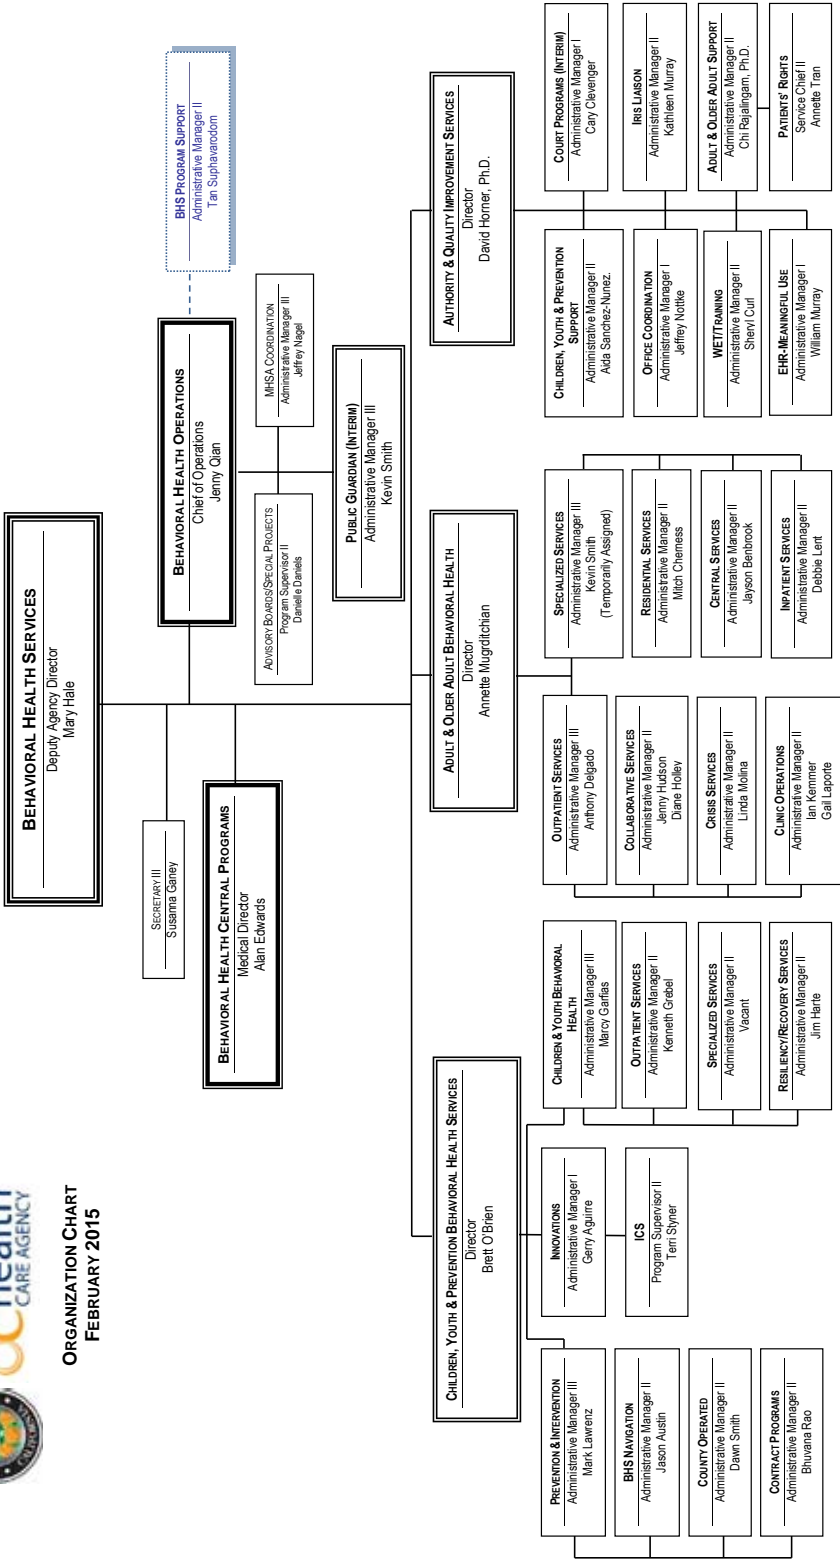 Health
CARE AGENCY
ORGANIZATION CHART
FEBRUARY 2015
BEHAVIORAL HEALTH SERVICES
Deputy Agency Director
Mary Hale
SECRETARY III
Susanna Ganey
BEHAVIORAL HEALTH OPERATIONS
Chief of Operations
Jenny Qian
BHS PROGRAM SUPPORT
Administrative Manager II
Tan Suphavarodom
BEHAVIORAL HEALTH CENTRAL PROGRAMS
Medical Director
Alan Edwards
ADVISORY BOARDS/SPECIAL PROJECTS
Program Supervisor II
Danielle Daniels
MHSA COORDINATION
Administrative Manager III
Jeffrey Nagel
PUBLIC GUARDIAN (INTERIM)
Administrative Manager III
Kevin Smith
CHILDREN, YOUTH & PREVENTION BEHAVIORAL HEALTH SERVICES
Director
Brett O'Brien
ADULT & OLDER ADULT BEHAVIORAL HEALTH
Director
Annette Mugrditchian
AUTHORITY & QUALITY IMPROVEMENT SERVICES
Director
David Horner, Ph.D.
PREVENTION & INTERVENTION
Administrative Manager III
Mark Lawrenz
BHS NAVIGATION
Administrative Manager II
Jason Austin
COUNTY OPERATED
Administrative Manager II
Dawn Smith
CONTRACT PROGRAMS
Administrative Manager II
Bhuvana Rao
INNOVATIONS
Administrative Manager I
Gerry Aguirre
ICS
Program Supervisor II
Terri Styner
CHILDREN & YOUTH BEHAVIORAL
HEALTH
Administrative Manager III
Marcy Garfias
OUTPATIENT SERVICES
Administrative Manager II
Kenneth Grebel
SPECIALIZED SERVICES
Administrative Manager II
Vacant
RESILIENCY/RECOVERY SERVICES
Administrative Manager II
Jim Harte
OUTPATIENT SERVICES
Administrative Manager III
Anthony Delgado
COLLABORATIVE SERVICES
Administrative Manager II
Jenny Hudson
Diane Holley
CRISIS SERVICES
Administrative Manager II
Linda Molina
CLINIC OPERATIONS
Administrative Manager II
Ian Kemmer
Gail Laporte
SPECIALIZED SERVICES
Administrative Manager III
Kevin Smith
(Temporarily Assigned)
RESIDENTIAL SERVICES
Administrative Manager II
Mitch Cherness
CENTRAL SERVICES
Administrative Manager II
Jayson Benbrook
INPATIENT SERVICES
Administrative Manager II
Debbie Lent
CHILDREN, YOUTH & PREVENTION
SUPPORT
Administrative Manager II
Aida Sanchez-Nunez.
OFFICE COORDINATION
Administrative Manager I
Jeffrey Nottke
WET/TRAINING
Administrative Manager II
Sheryl Curl
EHR-MEANINGFUL USE
Administrative Manager I
William Murray
COURT PROGRAMS (INTERIM)
Administrative Manager I
Cary Clevenger
IRIS LIAISON
Administrative Manager II
Kathleen Murray
ADULT & OLDER ADULT SUPPORT
Administrative Manager II
Chi Rajalingam, Ph.D.
PATIENTS' RIGHTS
Service Chief II
Annette Tran